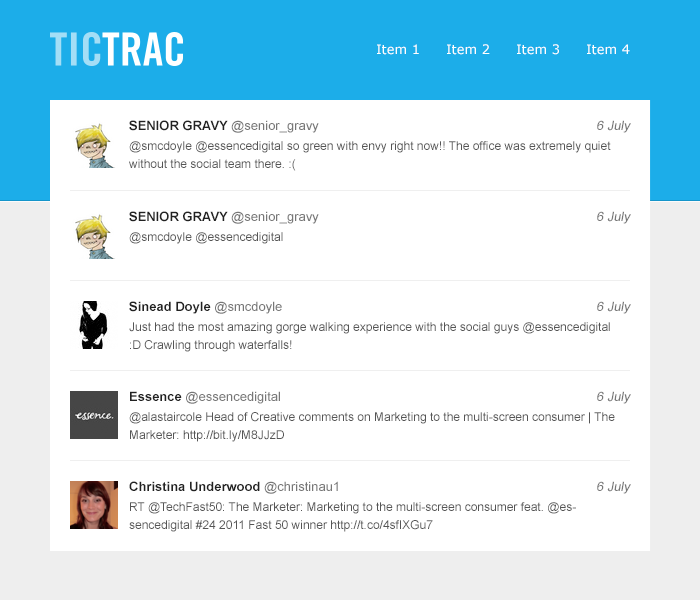 TICTRAC
Item 1 Item 2 Item 3 Item 4
SENIOR GRAVY @senior_gravy 6 July
@smcdoyle @essencedigital so green with envy right now!! The office was extremely quiet
without the social team there. :(
SENIOR GRAVY @senior_gravy 6 July
@smcdoyle @essencedigital
Sinead Doyle @smcdoyle 6 July
Just had the most amazing gorge walking experience with the social guys @essencedigital
:D Crawling through waterfalls!
Essence @essencedigital 6 July
essence.
@alastaircole Head of Creative comments on Marketing to the multi-screen consumer | The
Marketer: http://bit.ly/M8JJzD
Christina Underwood @christinau1 6 July
RT @TechFast50: The Marketer: Marketing to the multi-screen consumer feat. @es-
sencedigital #24 2011 Fast 50 winner http://t.co/4sfIXGu7